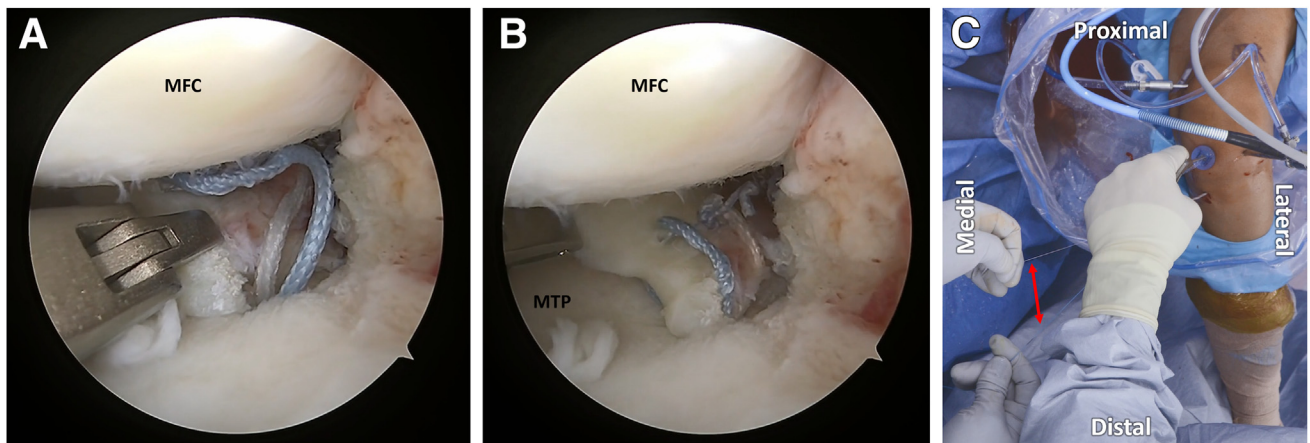 A
MFC
B
MFC
MTP
C
Proximal
Medial
Lateral
Distal